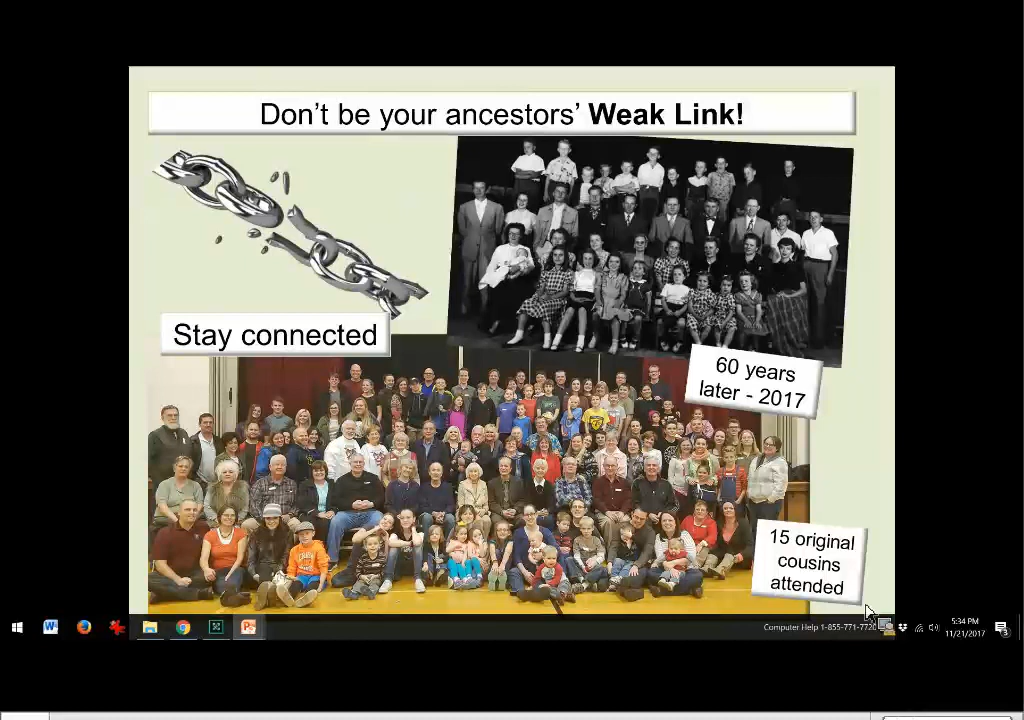 Don't be your ancestors' Weak Link!
Stay connected
60 years
later - 2017
15 original
cousins
attended
Computer Help 1-855-771-7720
5:34 PM
11/21/2017
3